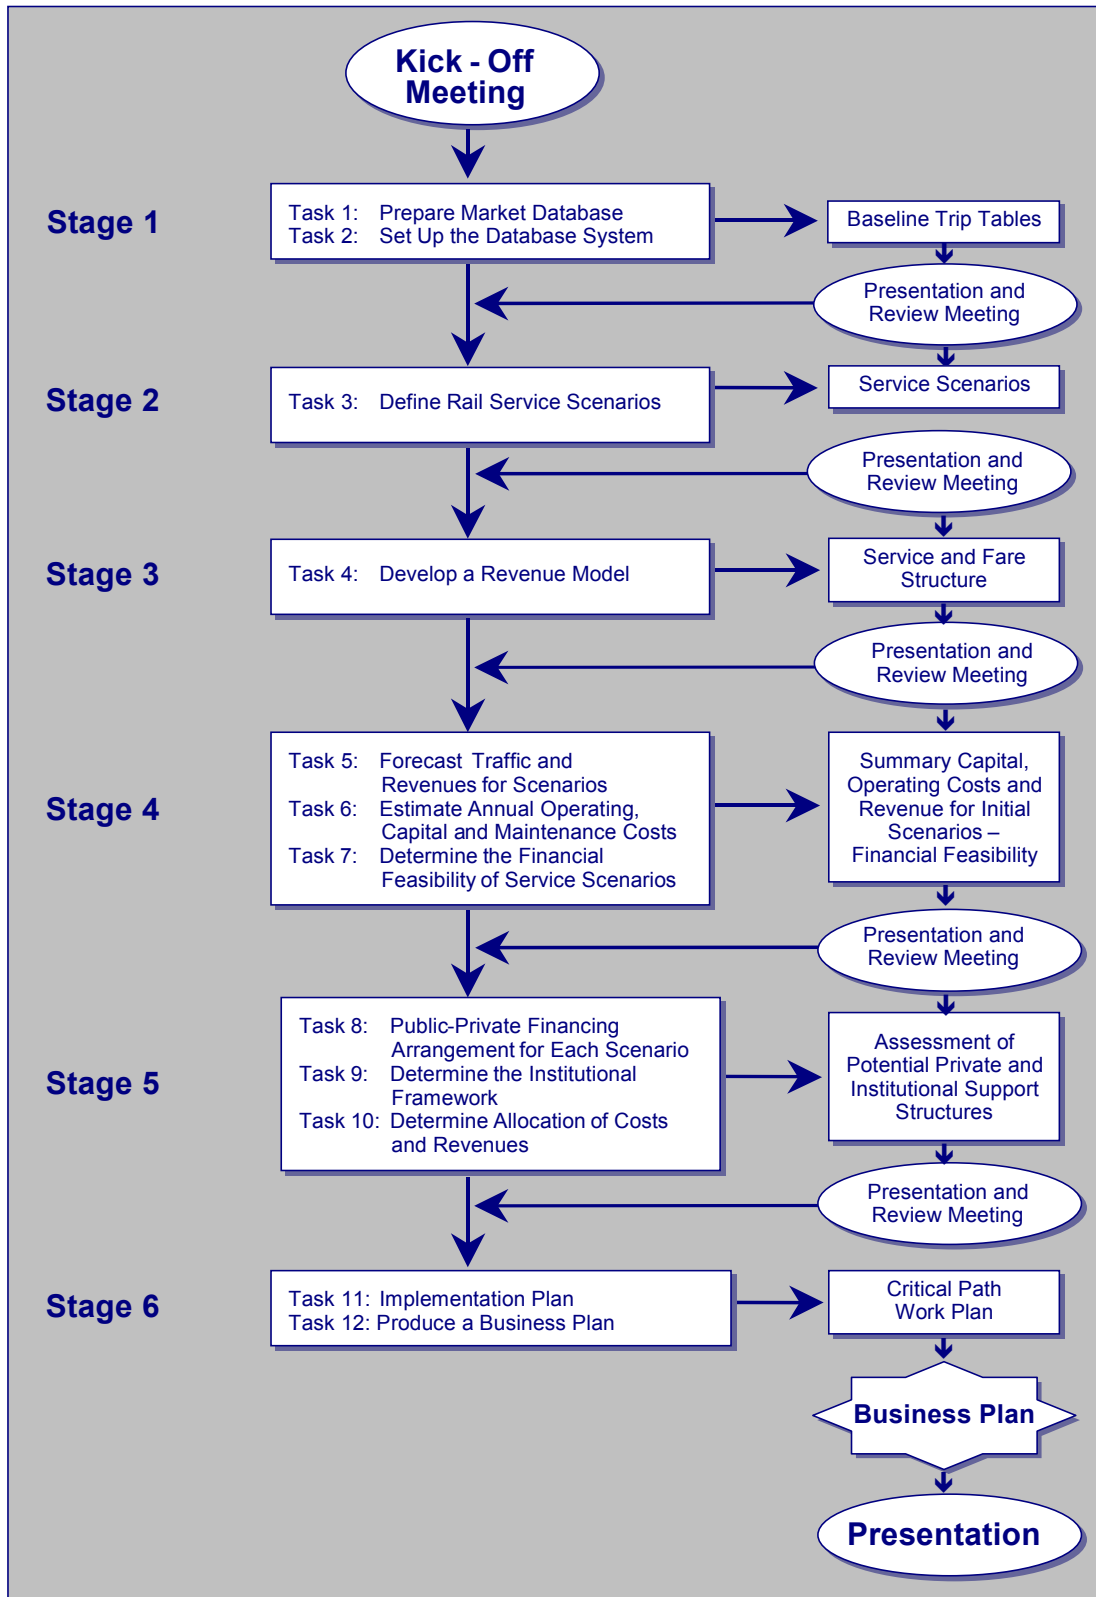 Kick - Off
Meeting
Stage 1
Task 1: Prepare Market Database
Task 2: Set Up the Database System
Baseline Trip Tables
Presentation and
Review Meeting
Stage 2
Task 3: Define Rail Service Scenarios
Service Scenarios
Presentation and
Review Meeting
Stage 3
Task 4: Develop a Revenue Model
Service and Fare
Structure
Presentation and
Review Meeting
Stage 4
Task 5: Forecast Traffic and
Revenues for Scenarios
Task 6: Estimate Annual Operating,
Capital and Maintenance Costs
Task 7: Determine the Financial
Feasibility of Service Scenarios
Summary Capital,
Operating Costs and
Revenue for Initial
Scenarios –
Financial Feasibility
Presentation and
Review Meeting
Stage 5
Task 8: Public-Private Financing
Arrangement for Each Scenario
Task 9: Determine the Institutional
Framework
Task 10: Determine Allocation of Costs
and Revenues
Assessment of
Potential Private and
Institutional Support
Structures
Presentation and
Review Meeting
Stage 6
Task 11: Implementation Plan
Task 12: Produce a Business Plan
Critical Path
Work Plan
Business Plan
Presentation